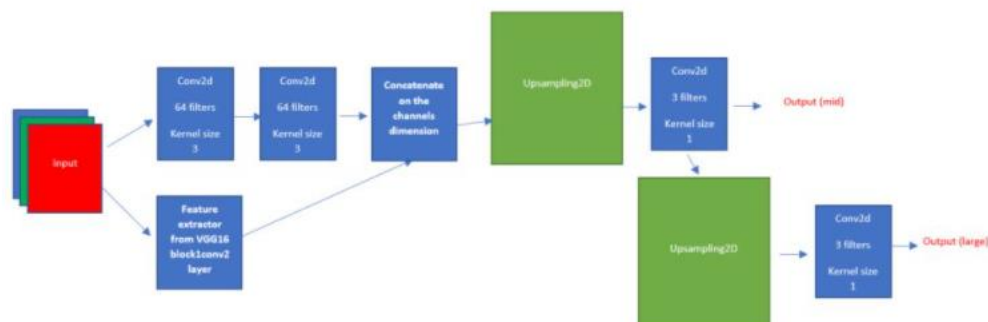 Input
Conv2d
64 filters
Kernel size
3
Conv2d
64 filters
Kernel size
3
Concatenate
on the
channels
dimension
Feature
extractor
from VGG16
block1conv2
layer
Upsampling2D
Conv2d
3 filters
Kernel size
1
Output (mid)
Upsampling2D
Conv2d
3 filters
Kernel size
1
Output (large)